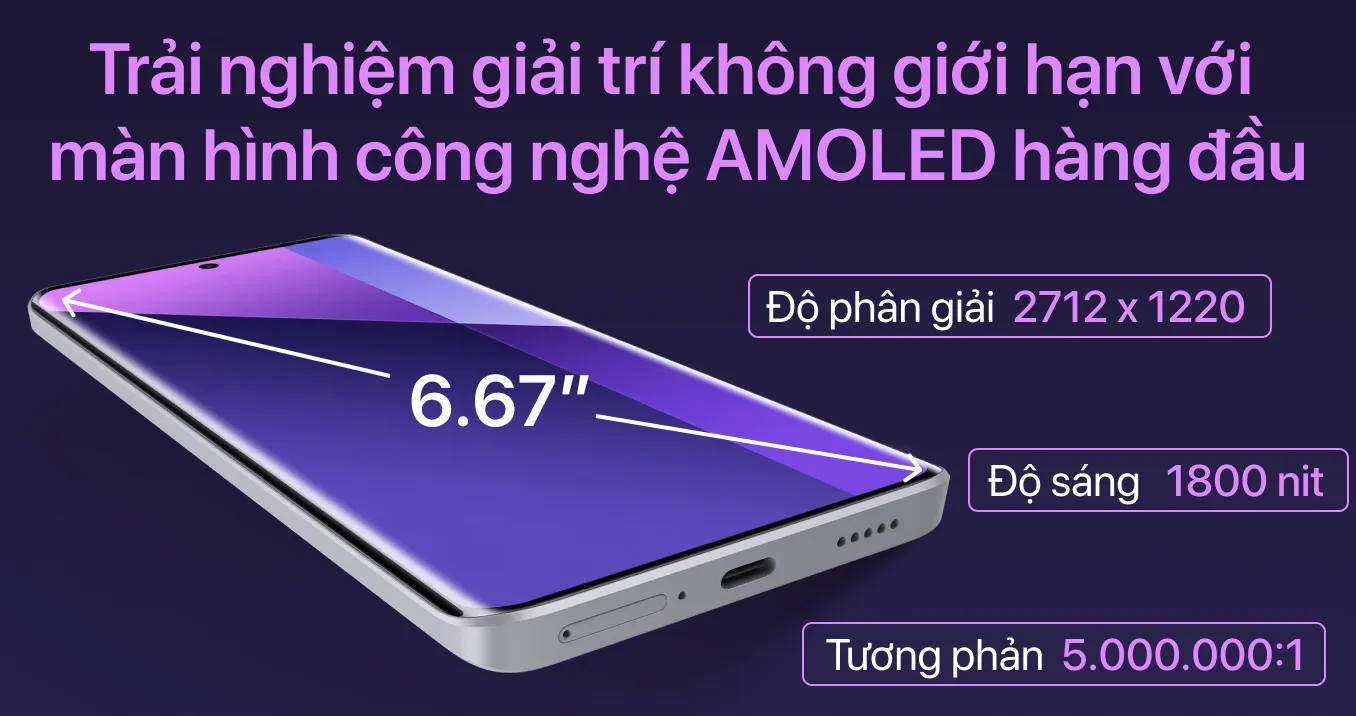 Trải nghiệm giải trí không giới hạn với
màn hình công nghệ AMOLED hàng đầu
Độ phân giải 2712 x 1220
6.67"
Độ sáng 1800 nit
Tương phản 5.000.000:1